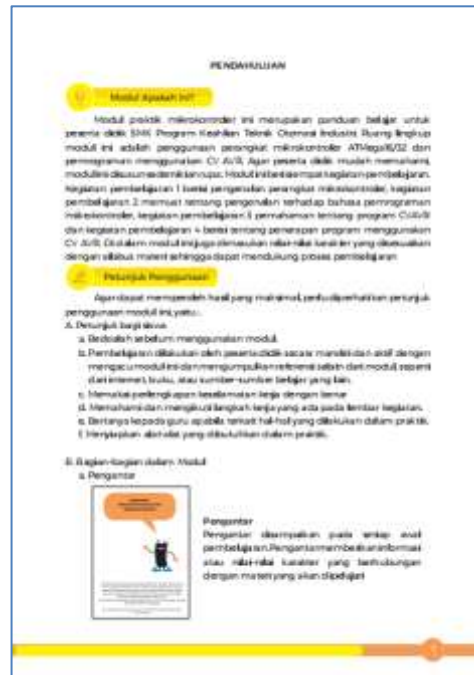 PENDAHULUAN
Modul Apakah Ini?
Modul praktik mikrokontroler ini merupakan panduan belajar untuk
peserta didik SMK Program Keahlian Teknik Otomasi Industri. Ruang lingkup
modul ini adalah penggunaan perangkat mikrokontroler ATMega16/32 dan
pemrograman menggunakan CV AVR. Agar peserta didik mudah memahami,
modul ini disusun sedemikian rupa. Modul ini berisi empat kegiatan pembelajaran.
Kegiatan pembelajaran 1 berisi pengenalan perangkat mikrokontroler, kegiatan
pembelajaran 2 memuat tentang pengenalan terhadap bahasa pemrograman
mikrokontroler, kegiatan pembelajaran 3 pemahaman tentang program CVAVR
dan kegiatan pembelajaran 4 berisi tentang penerapan program menggunakan
CV AVR. Di dalam modul ini juga dimasukan nilai-nilai karakter yang disesuaikan
dengan silabus materi sehingga dapat mendukung proses pembelajaran
Petunjuk Penggunaan
Agar dapat memperoleh hasil yang maksimal, perlu diperhatikan petunjuk
penggunaan modul ini, yaitu:
A. Petunjuk bagi siswa
a. Berdoalah sebelum menggunakan modul.
b. Pembelajaran dilakukan oleh peserta didik secara mandiri dan aktif dengan
mengacu modul ini dan mengumpulkan referensi selain dari modul, seperti
dari internet, buku, atau sumber-sumber belajar yang lain.
c. Memakai perlengkapan keselamatan kerja dengan benar
d. Memahami dan mengikuti langkah kerja yang ada pada lembar kegiatan.
e. Bertanya kepada guru apabila terkait hal-hal yang dilakukan dalam praktik.
f. Menyiapkan alat-alat yang dibutuhkan dalam praktik.
B. Bagian-bagian dalam Modul
a. Pengantar
Pengantar
Pengantar disampaikan pada setiap awal
pembelajaran. Pengantar memberikan informasi
atau nilai-nilai karakter yang berhubungan
dengan materi yang akan dipelajari